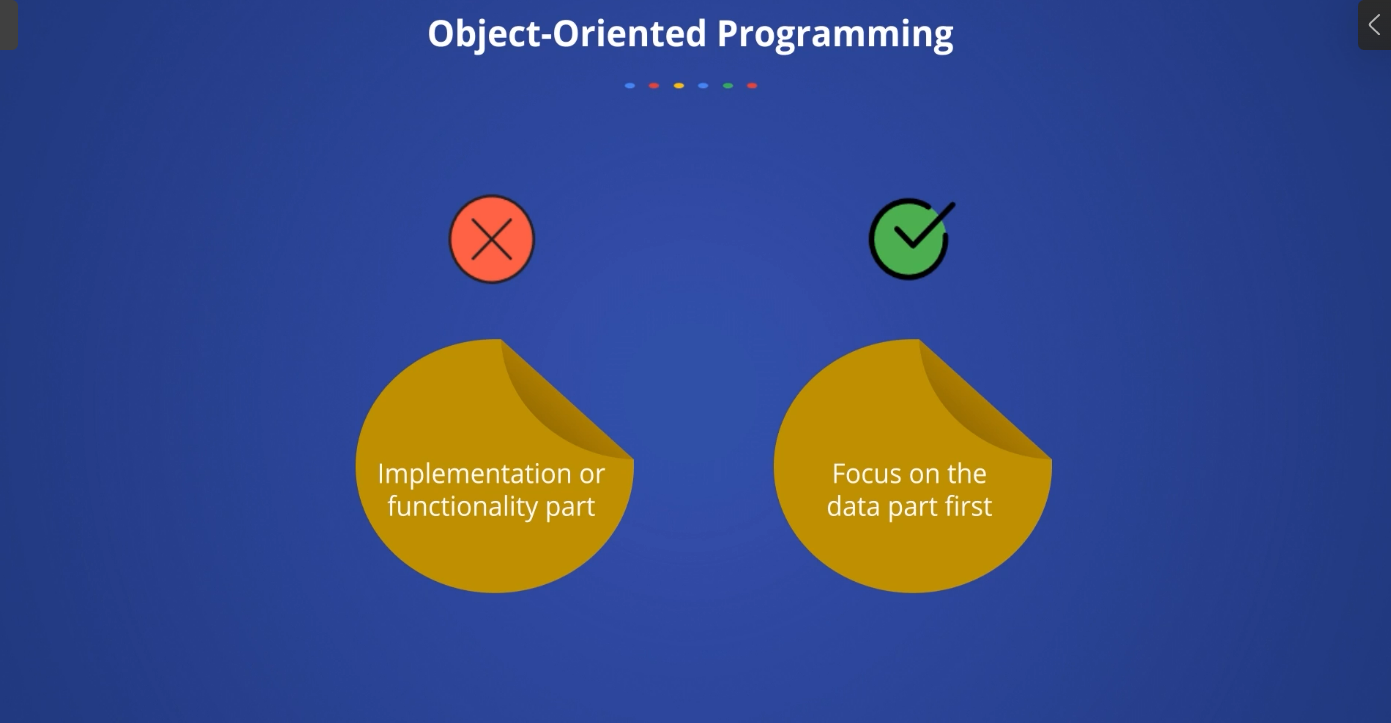 Object-Oriented Programming
Implementation or
functionality part
Focus on the
data part first